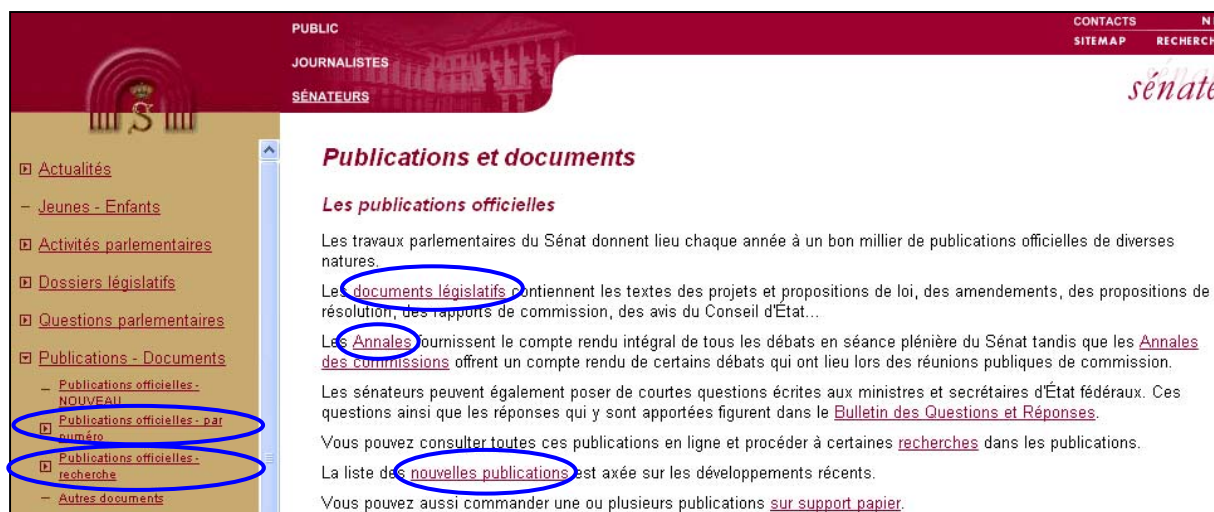 PUBLIC
JOURNALISTES
SÉNATEURS
CONTACTS
SITEMAP RECHERCH
sénate
S
Actualités
Jeunes - Enfants
Activités parlementaires
Dossiers législatifs
Questions parlementaires
Publications - Documents
Publications officielles -
NOUVEAU
Publications officielles - par
numéro
Publications officielles -
recherche
Autres documents
Publications et documents
Les publications officielles
Les travaux parlementaires du Sénat donnent lieu chaque année à un bon millier de publications officielles de diverses
natures.
Les documents législatifs contiennent les textes des projets et propositions de loi, des amendements, des propositions de
résolution, des rapports de commission, des avis du Conseil d'État...
Les Annales fournissent le compte rendu intégral de tous les débats en séance plénière du Sénat tandis que les Annales
des commissions offrent un compte rendu de certains débats qui ont lieu lors des réunions publiques de commission.
Les sénateurs peuvent également poser de courtes questions écrites aux ministres et secrétaires d'État fédéraux. Ces
questions ainsi que les réponses qui y sont apportées figurent dans le Bulletin des Questions et Réponses.
Vous pouvez consulter toutes ces publications en ligne et procéder à certaines recherches dans les publications.
La liste des nouvelles publications est axée sur les développements récents.
Vous pouvez aussi commander une ou plusieurs publications sur support papier.